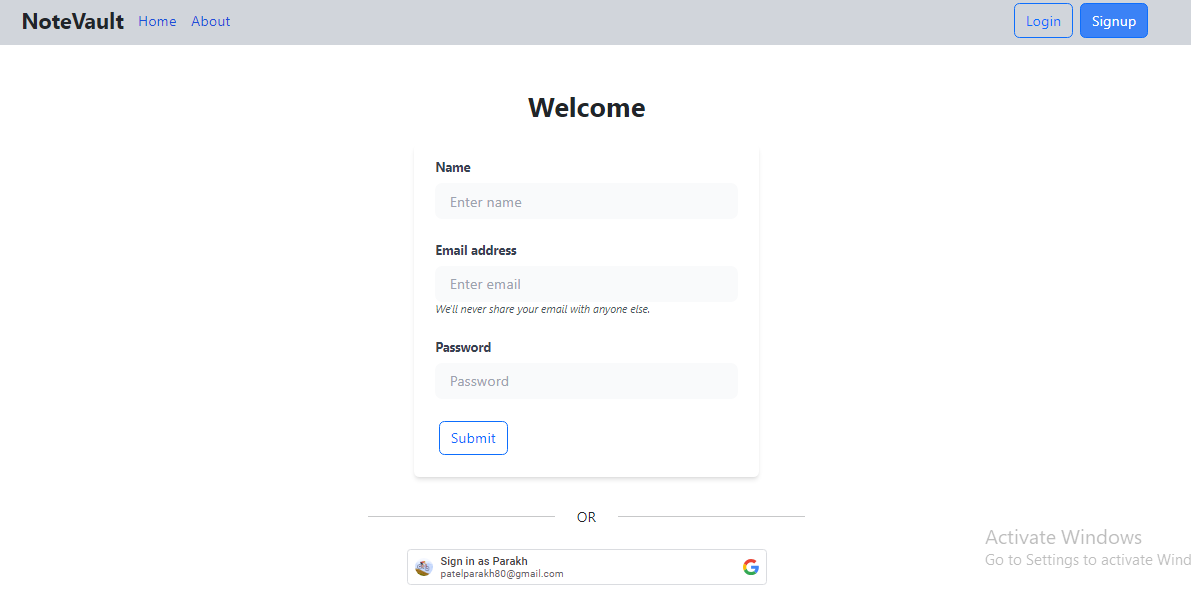 NoteVault Home About Login Signup
Welcome
Name
Enter name
Email address
Enter email
We'll never share your email with anyone else.
Password
Password
Submit
OR
Sign in as Parakh
patelparakh80@gmail.com
Activate Windows
Go to Settings to activate Wind